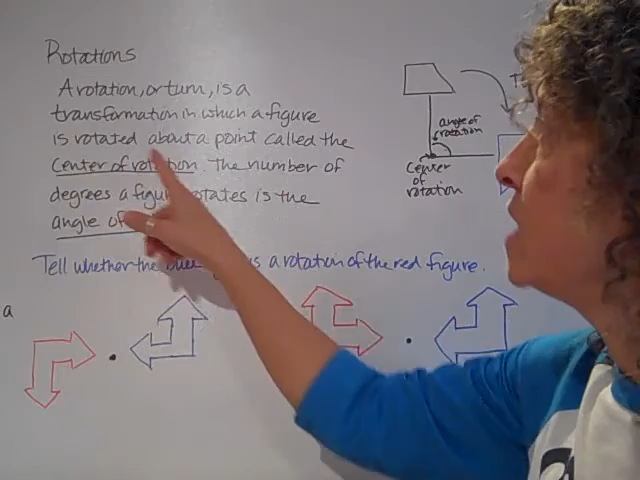 Rotations
A rotation, or turn, is a
transformation in which a figure
is rotated about a point called the
center of rotation. The number of
degrees a figure rotates is the
angle of
angle of
rotation
center
of
rotation
Tell whether the is a rotation of the red figure.
a